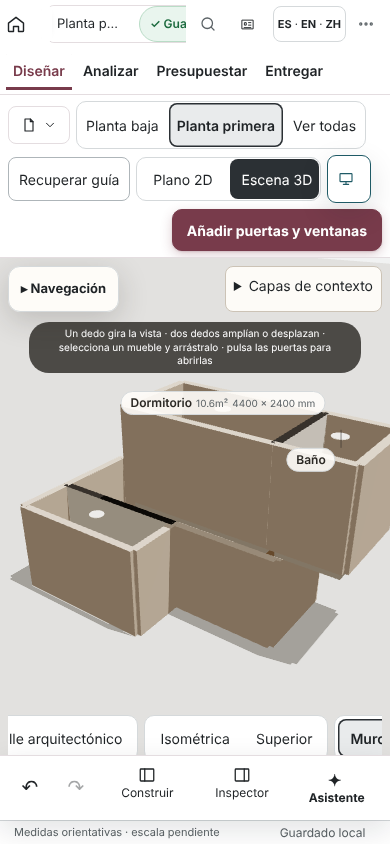 Planta p...
✓ Gua
ES · EN · ZH
Diseñar
Analizar
Presupuestar
Entregar
Planta baja
Planta primera
Ver todas
Recuperar guía
Plano 2D
Escena 3D
Añadir puertas y ventanas
▸ Navegación
▶ Capas de contexto
Un dedo gira la vista · dos dedos amplían o desplazan ·
selecciona un mueble y arrástralo · pulsa las puertas para
abrirlas
Dormitorio 10.6m² 4400 × 2400 mm
Baño
lle arquitectónico
Isométrica
Superior
Muro
Construir
Inspector
Asistente
Medidas orientativas · escala pendiente
Guardado local